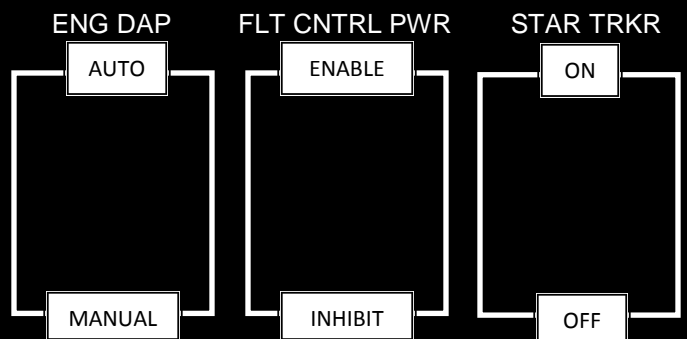 ENG DAP
FLT CNTRL PWR
STAR TRKR
AUTO
ENABLE
ON
MANUAL
INHIBIT
OFF